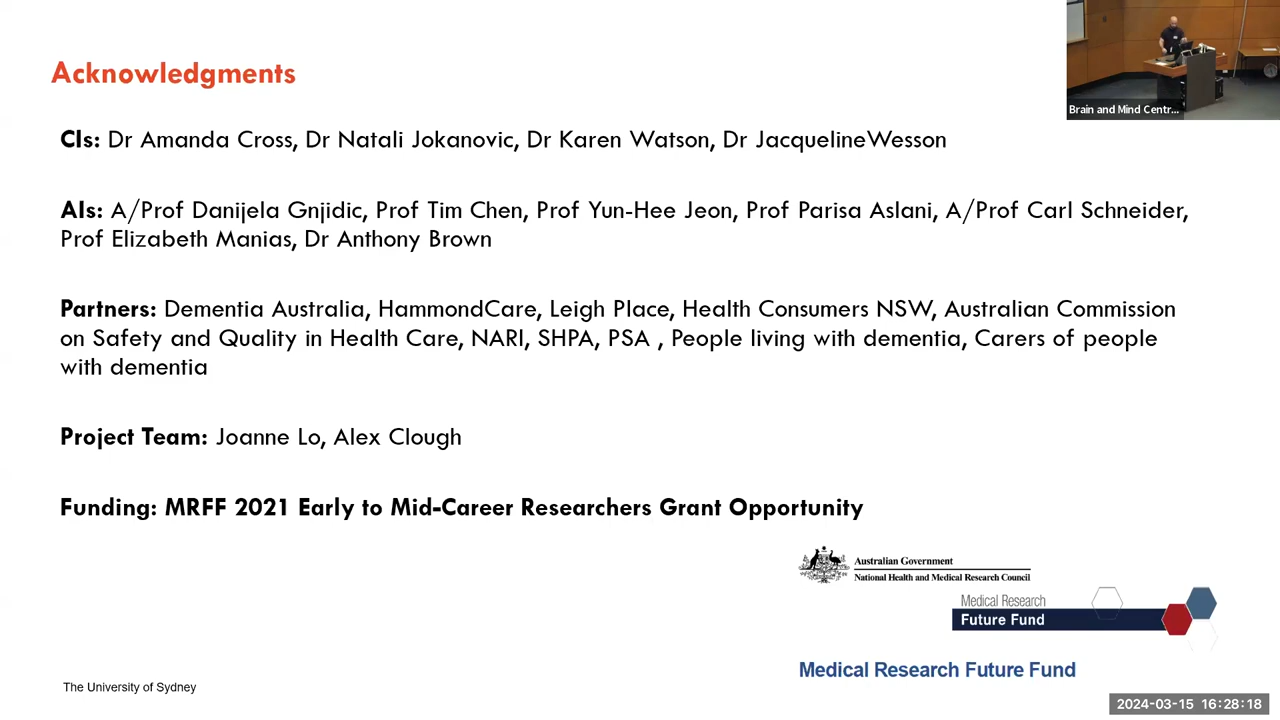 Acknowledgments
Brain and Mind Centr...
CIs: Dr Amanda Cross, Dr Natali Jokanovic, Dr Karen Watson, Dr JacquelineWesson
AIs: A/Prof Danijela Gnjidic, Prof Tim Chen, Prof Yun-Hee Jeon, Prof Parisa Aslani, A/Prof Carl Schneider,
Prof Elizabeth Manias, Dr Anthony Brown
Partners: Dementia Australia, HammondCare, Leigh Place, Health Consumers NSW, Australian Commission
on Safety and Quality in Health Care, NARI, SHPA, PSA , People living with dementia, Carers of people
with dementia
Project Team: Joanne Lo, Alex Clough
Funding: MRFF 2021 Early to Mid-Career Researchers Grant Opportunity
Australian Government
National Health and Medical Research Council
Medical Research
Future Fund
Medical Research Future Fund
The University of Sydney
2024-03-15 16:28:18